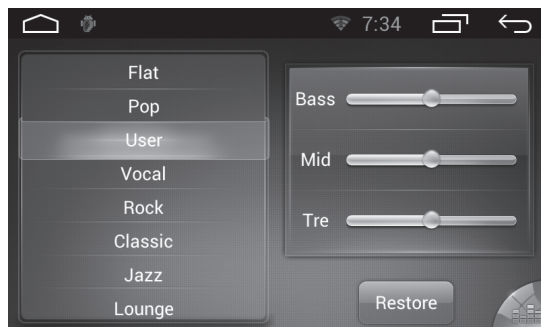 7:34
Flat
Pop
User
Vocal
Rock
Classic
Jazz
Lounge
Bass
Mid
Tre
Restore